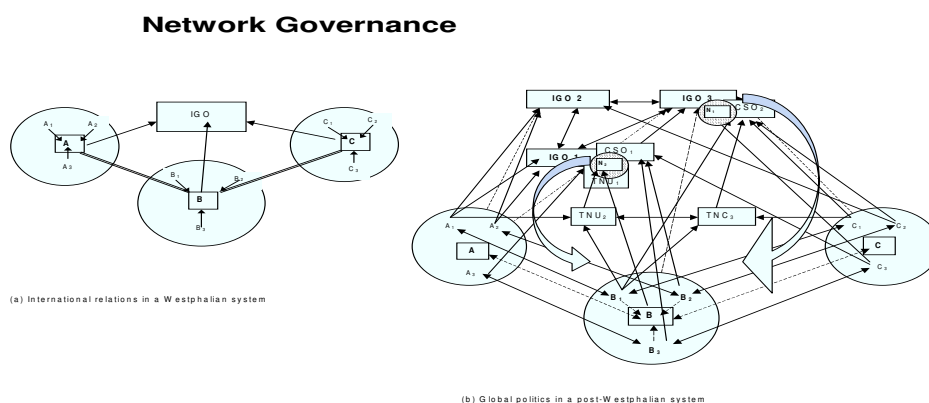 Network Governance
IGO
A1
A2
A
A3
C1
C2
C
C3
B1
B2
B
B3
(a) International relations in a Westphalian system
IGO 2
IGO 3
N1
CSO2
IGO 1
CSO1
N2
TNU1
TNU2
TNC3
A1
A2
A
A3
C1
C2
C
C3
B1
B2
B
B3
(b) Global politics in a post-Westphalian system